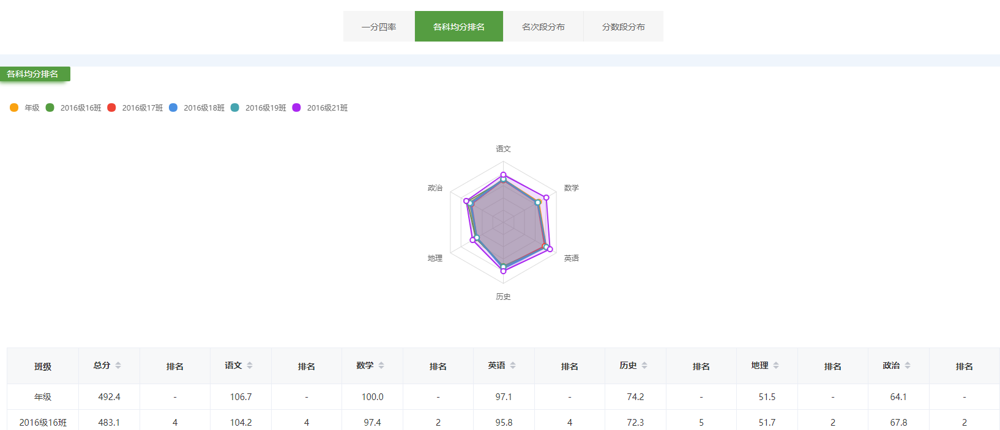 一分四率 各科均分排名 名次段分布 分数段分布
各科均分排名
年级 2016级16班 2016级17班 2016级18班 2016级19班 2016级21班
语文
政治 数学
地理 英语
历史
班级 总分 排名 语文 排名 数学 排名 英语 排名 历史 排名 地理 排名 政治 排名
年级 492.4 - 106.7 - 100.0 - 97.1 - 74.2 - 51.5 - 64.1 -
2016级16班 483.1 4 104.2 4 97.4 2 95.8 4 72.3 5 51.7 2 67.8 2